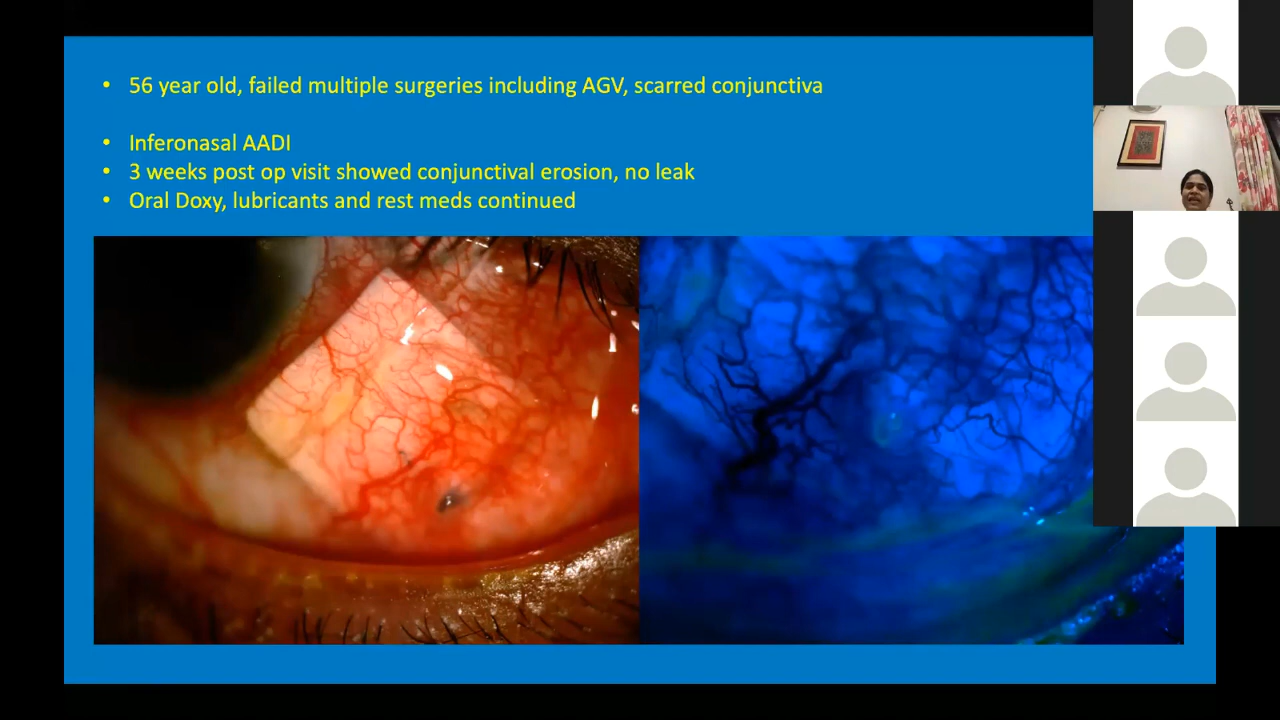 • 56 year old, failed multiple surgeries including AGV, scarred conjunctiva
• Inferonasal AADI
• 3 weeks post op visit showed conjunctival erosion, no leak
• Oral Doxy, lubricants and rest meds continued